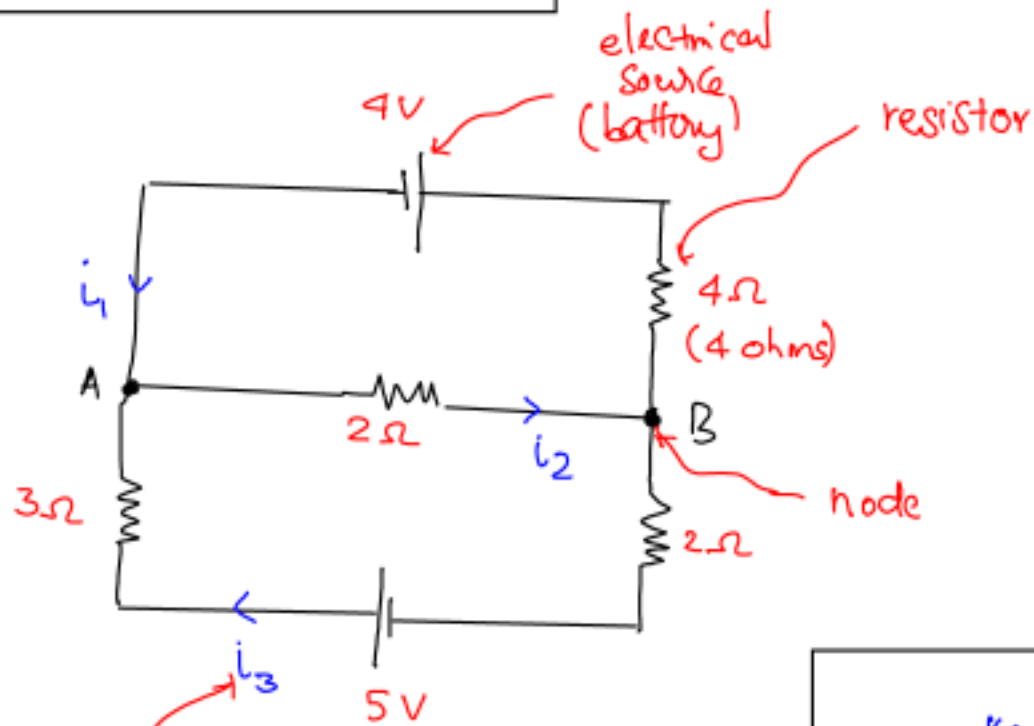 electrical
source
(battery)
4V
resistor
i1
4Ω
(4 ohms)
A
2Ω
i2
B
3Ω
node
2Ω
i3
5V